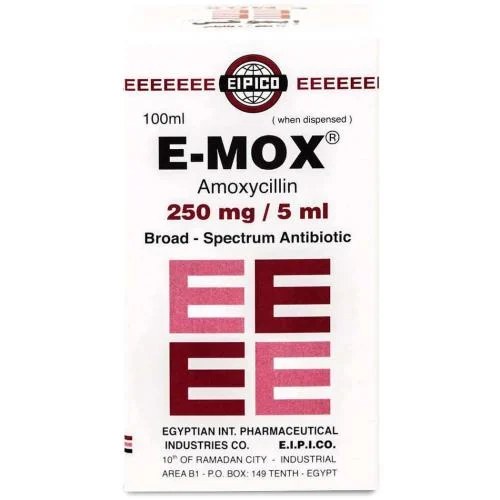 EEEEEEE EIPICO EEEEEEE
100ml (when dispensed)
E-MOX®
Amoxycillin
250 mg / 5 ml
Broad - Spectrum Antibiotic
E E
E E
EGYPTIAN INT. PHARMACEUTICAL
INDUSTRIES CO. E.I.P.I.CO.
10th OF RAMADAN CITY - INDUSTRIAL
AREA B1 - P.O. BOX: 149 TENTH - EGYPT